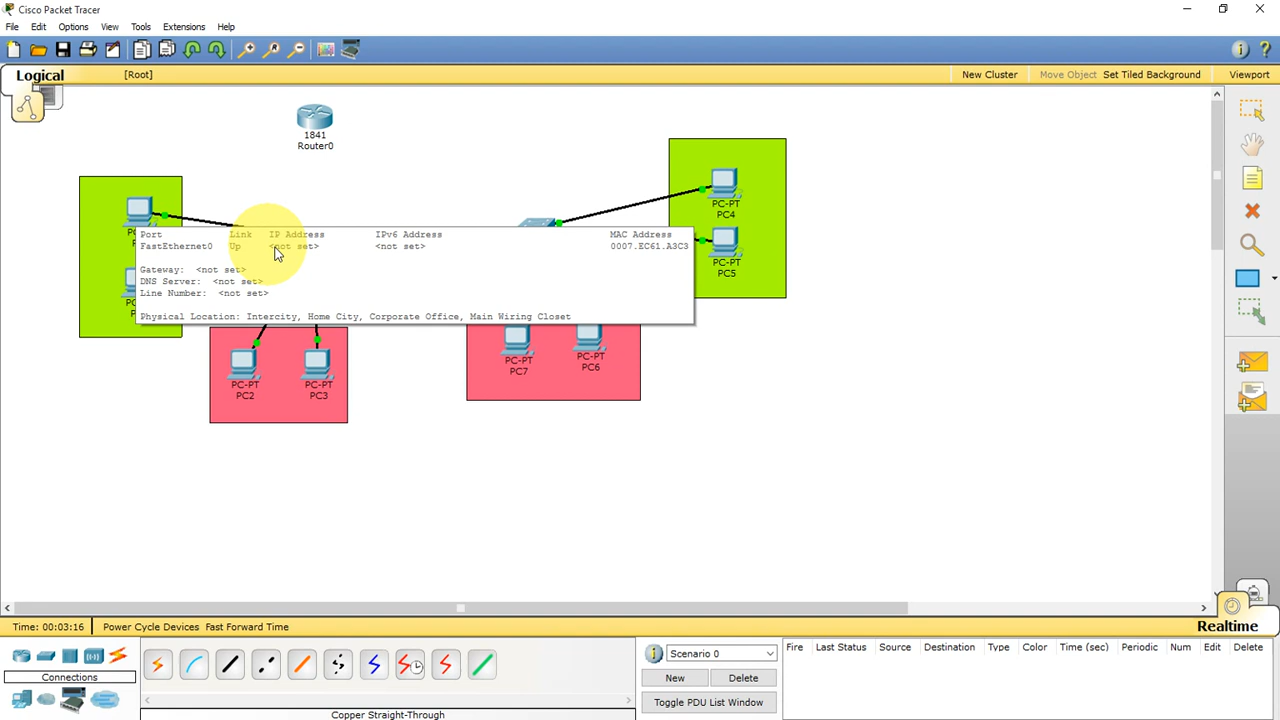 Cisco Packet Tracer
File Edit Options View Tools Extensions Help
Logical
[Root]
New Cluster Move Object Set Tiled Background Viewport
1841
Router0
PC-PT
PC4
PC-PT
PC5
Port Link IP Address IPv6 Address MAC Address
FastEthernet0 Up <not set> <not set> 0007.EC61.A3C3
Gateway: <not set>
DNS Server: <not set>
Line Number: <not set>
Physical Location: Intercity, Home City, Corporate Office, Main Wiring Closet
PC-PT
PC2
PC-PT
PC3
PC-PT
PC7
PC-PT
PC6
Time: 00:03:16 Power Cycle Devices Fast Forward Time
Realtime
Connections
Copper Straight-Through
Scenario 0
New Delete
Toggle PDU List Window
Fire Last Status Source Destination Type Color Time (sec) Periodic Num Edit Delete